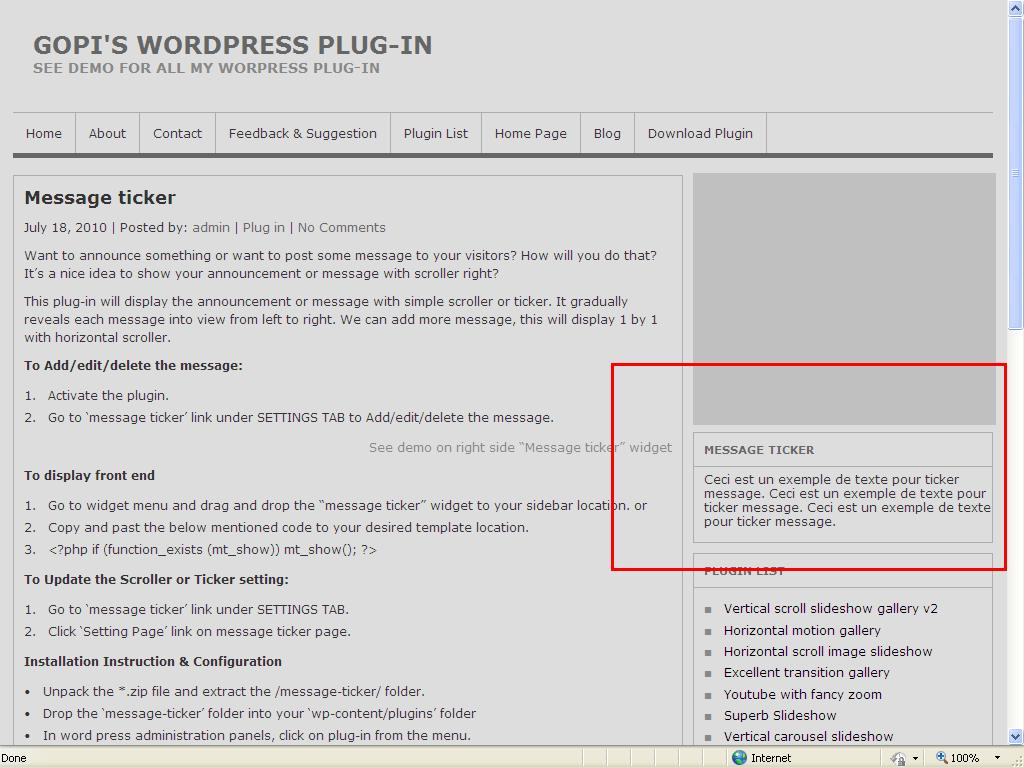 GOPI'S WORDPRESS PLUG-IN
SEE DEMO FOR ALL MY WORPRESS PLUG-IN
Home About Contact Feedback & Suggestion Plugin List Home Page Blog Download Plugin
Message ticker
July 18, 2010 | Posted by: admin | Plug in | No Comments
Want to announce something or want to post some message to your visitors? How will you do that?
It’s a nice idea to show your announcement or message with scroller right?
This plug-in will display the announcement or message with simple scroller or ticker. It gradually
reveals each message into view from left to right. We can add more message, this will display 1 by 1
with horizontal scroller.
To Add/edit/delete the message:
1. Activate the plugin.
2. Go to ‘message ticker’ link under SETTINGS TAB to Add/edit/delete the message.
See demo on right side “Message ticker” widget
To display front end
1. Go to widget menu and drag and drop the “message ticker” widget to your sidebar location. or
2. Copy and past the below mentioned code to your desired template location.
3. <?php if (function_exists (mt_show)) mt_show(); ?>
To Update the Scroller or Ticker setting:
1. Go to ‘message ticker’ link under SETTINGS TAB.
2. Click ‘Setting Page’ link on message ticker page.
Installation Instruction & Configuration
• Unpack the *.zip file and extract the /message-ticker/ folder.
• Drop the ‘message-ticker’ folder into your ‘wp-content/plugins’ folder
• In word press administration panels, click on plug-in from the menu.
MESSAGE TICKER
Ceci est un exemple de texte pour ticker
message. Ceci est un exemple de texte pour
ticker message. Ceci est un exemple de texte
pour ticker message.
PLUGIN LIST
Vertical scroll slideshow gallery v2
Horizontal motion gallery
Horizontal scroll image slideshow
Excellent transition gallery
Youtube with fancy zoom
Superb Slideshow
Vertical carousel slideshow
Done Internet 100%